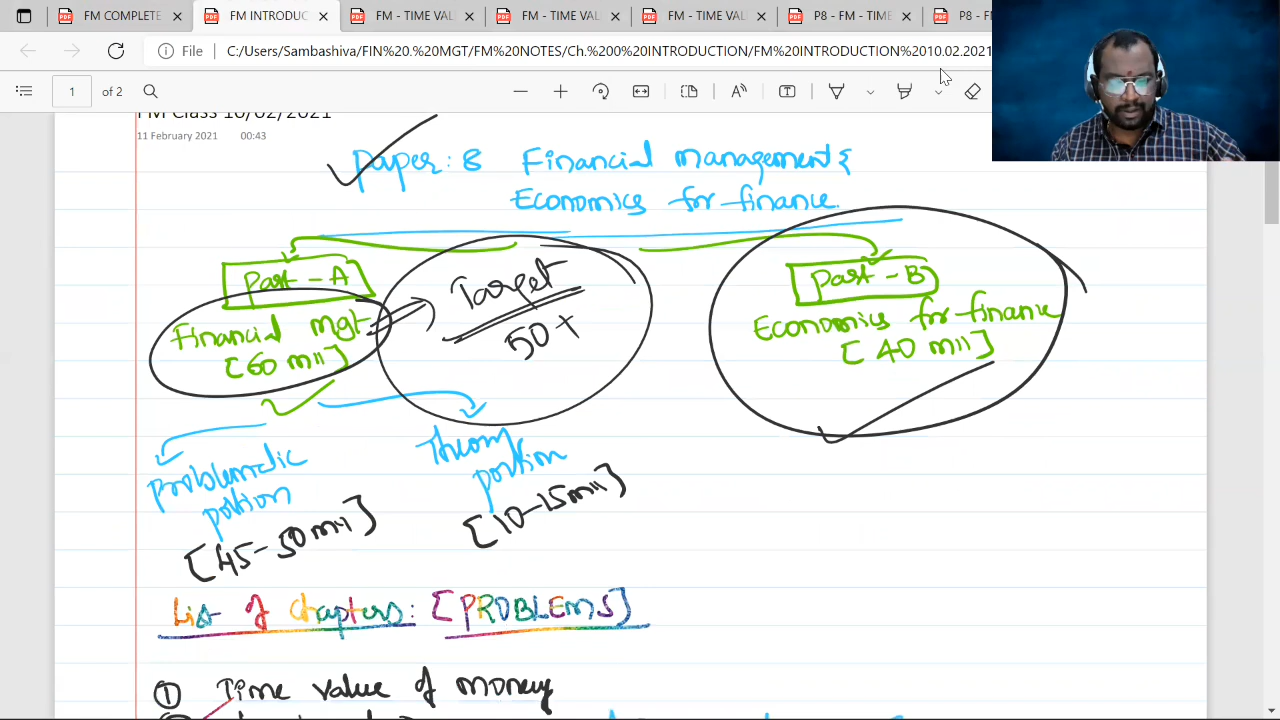 FM COMPLETE
FM INTRODUC
FM - TIME VAL
FM - TIME VAL
FM - TIME VAL
P8 - FM - TIME
P8 - FM
File
C:/Users/Sambashiva/FIN%20.%20MGT/FM%20NOTES/Ch.%200%20INTRODUCTION/FM%20INTRODUCTION%2010.02.2021
1 of 2
FM Class 10/02/2021
11 February 2021 00:43
Paper: 8 Financial management &
Economics for finance.
Part - A
Target
Part - B
Financial mgt
50+
Economics for finance
[60 m]
[40 m]
Problematic
portion
Theory
portion
[45-50 m]
[10-15 m]
List of chapters: [PROBLEMS]
① Time value of money